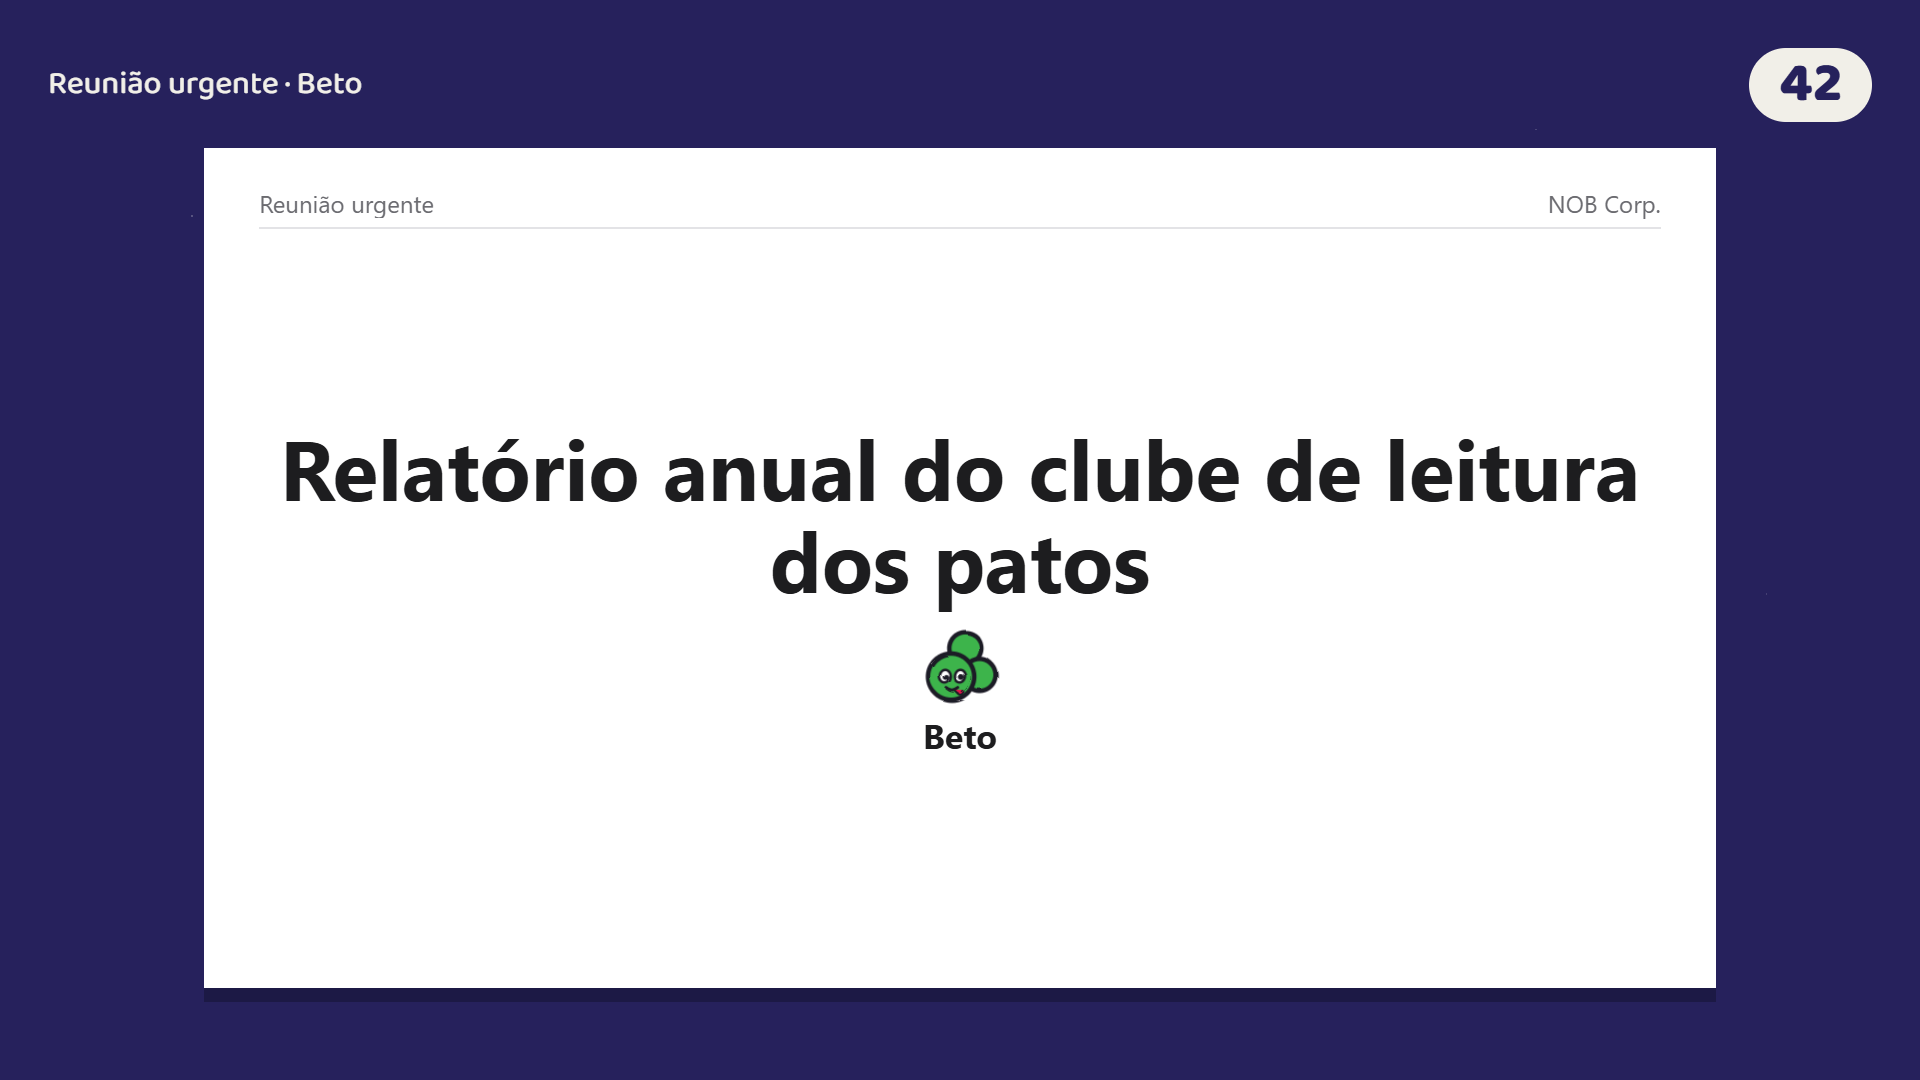 Reunião urgente · Beto
42
Reunião urgente
NOB Corp.
Relatório anual do clube de leitura
dos patos
Beto